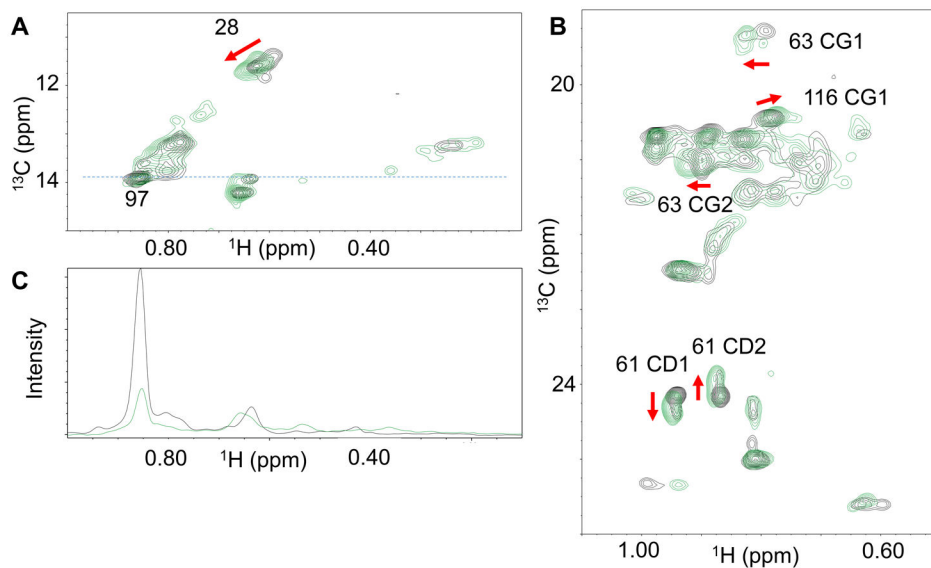 A
28
12
14
¹³C (ppm)
97
0.80
¹H (ppm)
0.40
C
Intensity
0.80
¹H (ppm)
0.40
B
63 CG1
20
116 CG1
63 CG2
¹³C (ppm)
61 CD2
61 CD1
24
1.00
¹H (ppm)
0.60